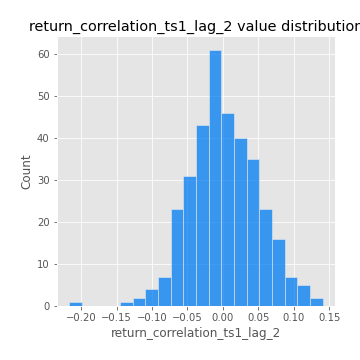 return_correlation_ts1_lag_2 value distribution
60
50
40
30
20
10
0
Count
−0.20 −0.15 −0.10 −0.05 0.00 0.05 0.10 0.15
return_correlation_ts1_lag_2